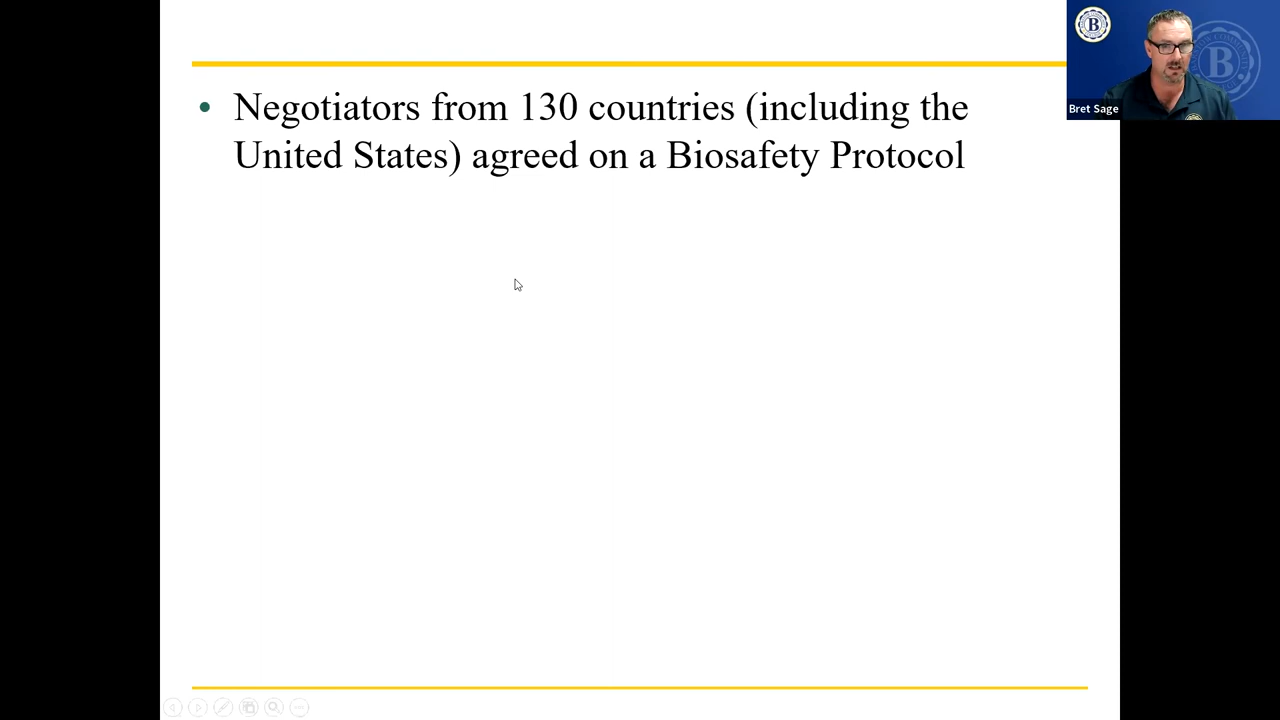 • Negotiators from 130 countries (including the
United States) agreed on a Biosafety Protocol
B
B
Bret Sage